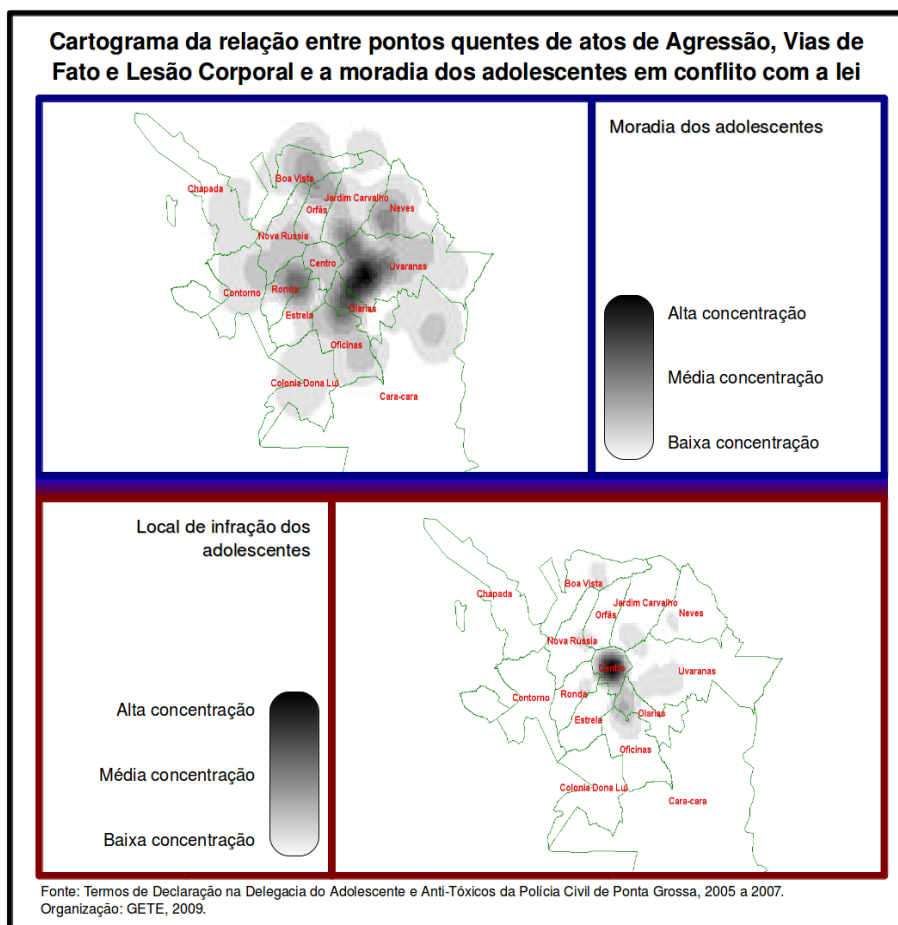 Cartograma da relação entre pontos quentes de atos de Agressão, Vias de
Fato e Lesão Corporal e a moradia dos adolescentes em conflito com a lei
Moradia dos adolescentes
Chapada
Boa Vista
Jardim Carvalho
Orfãs
Neves
Nova Rússia
Centro
Uvaranas
Contorno
Ronda
Estrela
Olarias
Oficinas
Colonia Dona Luí
Cara-cara
Alta concentração
Média concentração
Baixa concentração
Local de infração dos
adolescentes
Alta concentração
Média concentração
Baixa concentração
Chapada
Boa Vista
Jardim Carvalho
Orfãs
Neves
Nova Rússia
Centro
Uvaranas
Contorno
Ronda
Estrela
Olarias
Oficinas
Colonia Dona Luí
Cara-cara
Fonte: Termos de Declaração na Delegacia do Adolescente e Anti-Tóxicos da Polícia Civil de Ponta Grossa, 2005 a 2007.
Organização: GETE, 2009.